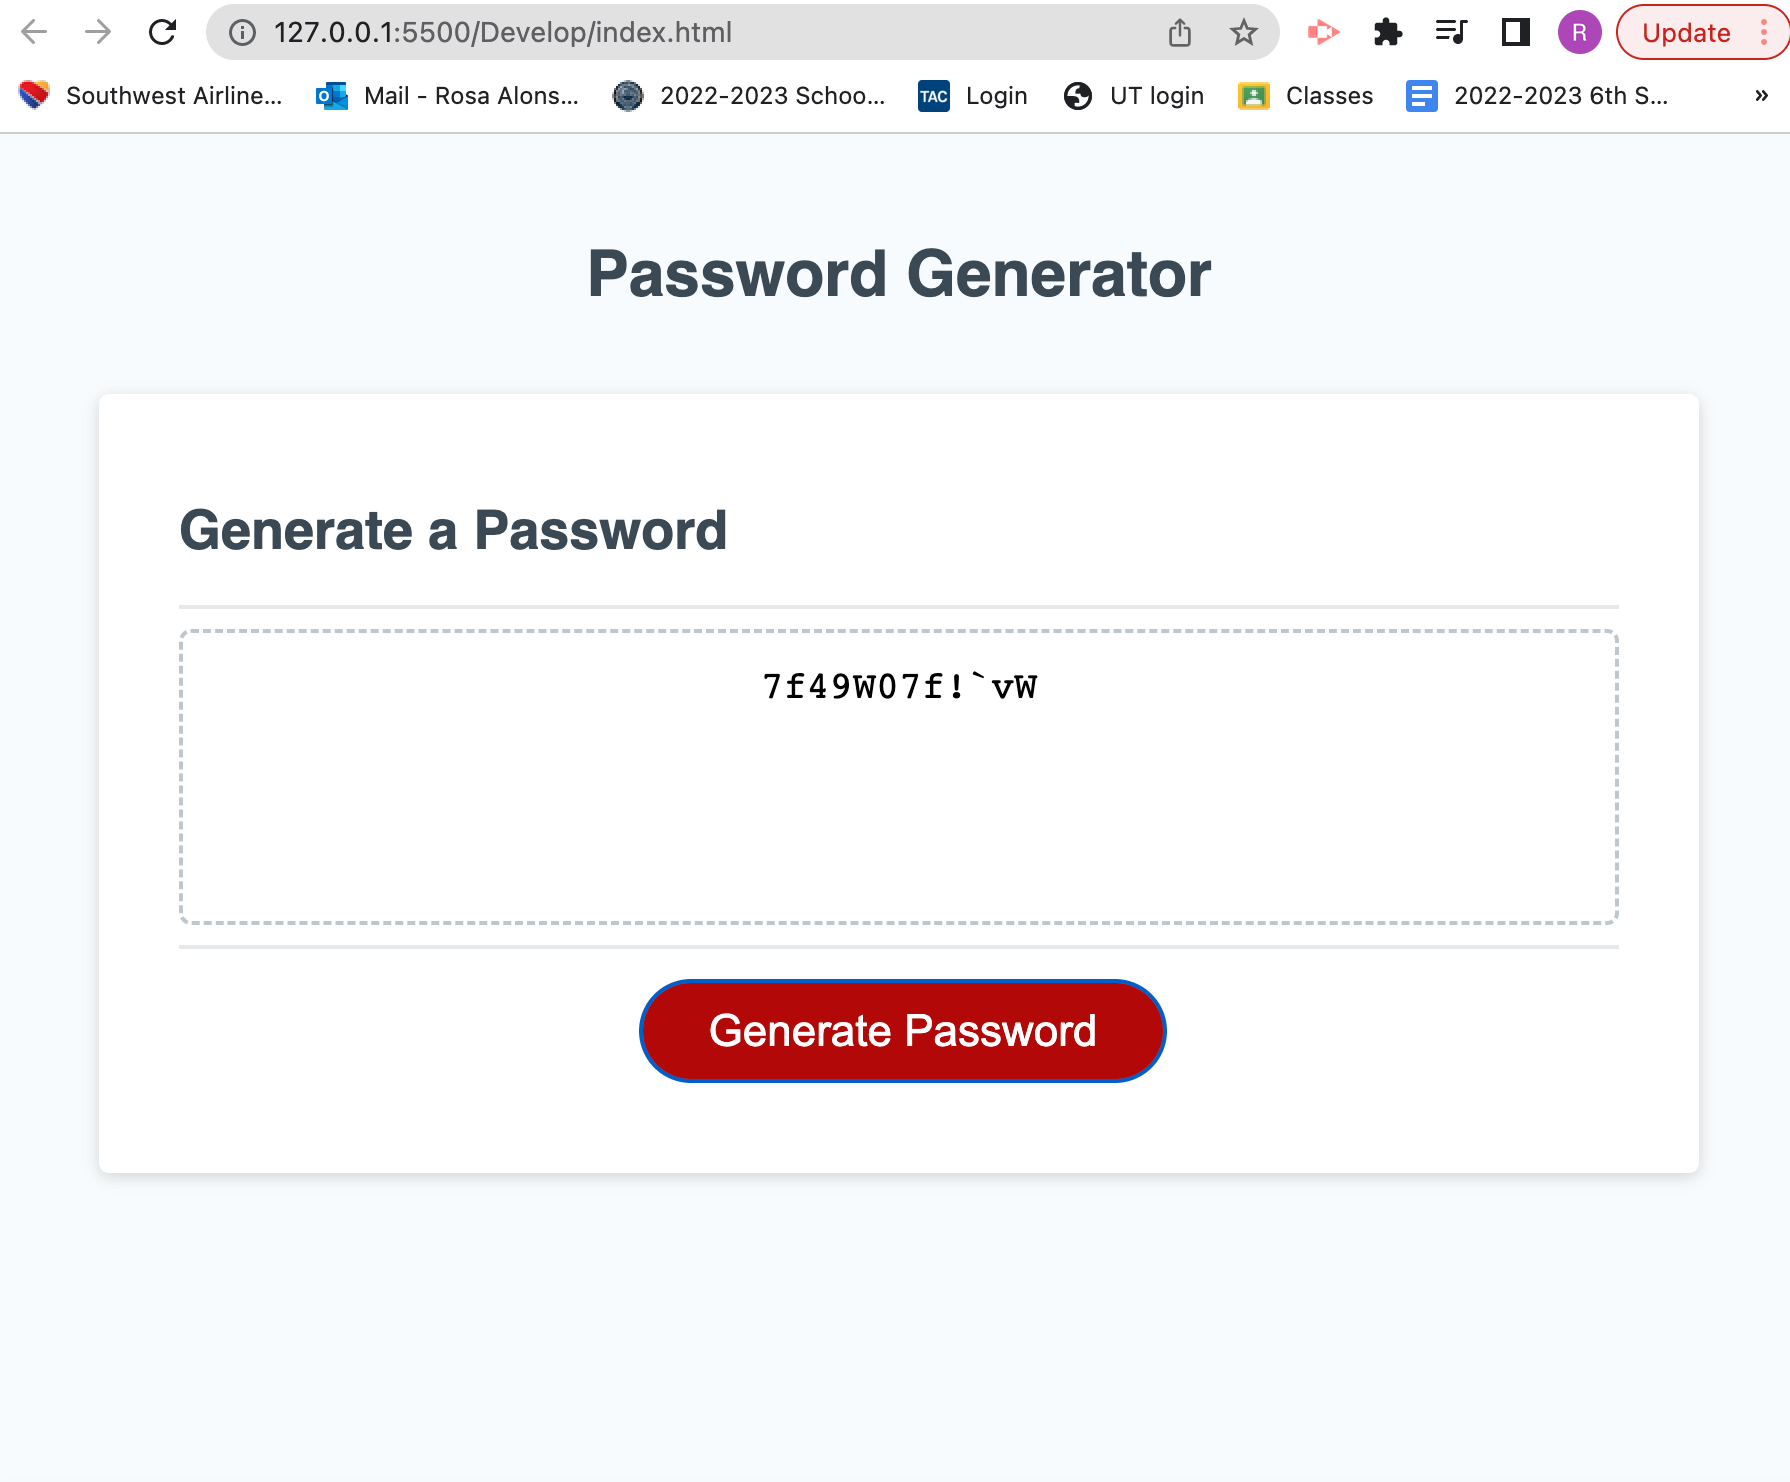 127.0.0.1:5500/Develop/index.html
R
Update
Southwest Airline...
Mail - Rosa Alons...
2022-2023 Schoo...
TAC
Login
UT login
Classes
2022-2023 6th S...
»
Password Generator
Generate a Password
7f49W07f!`vW
Generate Password